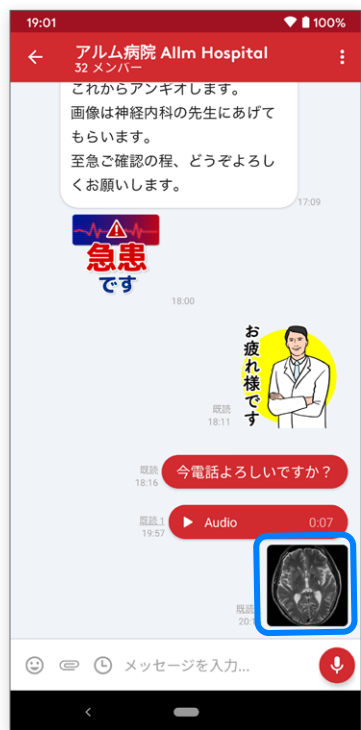 19:01
100%
アルム病院 Allm Hospital
32 メンバー
これからアンギオします。
画像は神経内科の先生にあげて
もらいます。
至急ご確認の程、どうぞよろし
くお願いします。
17:09
急患
です
18:00
お疲れ様です
既読
18:11
今電話よろしいですか？
既読
18:16
Audio
0:07
既読 1
19:57
既読
メッセージを入力...